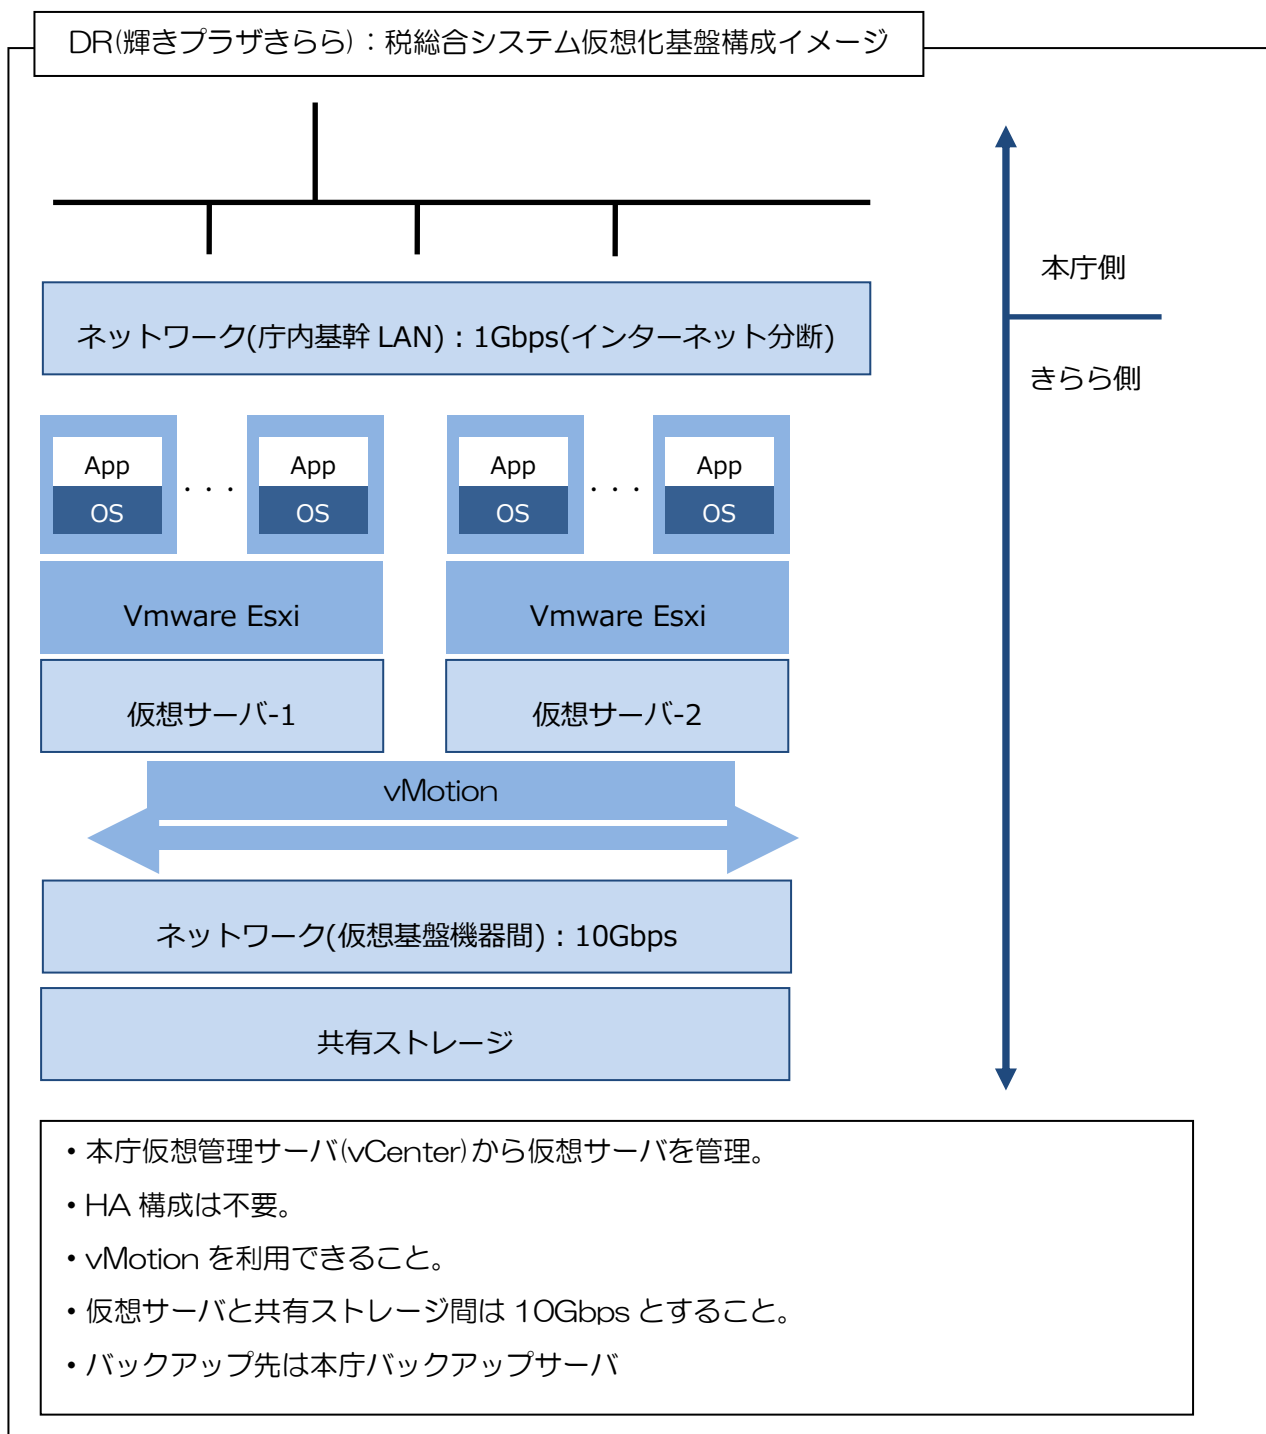 DR(輝きプラザきらら)：税総合システム仮想化基盤構成イメージ
本庁側
ネットワーク(庁内基幹 LAN)：1Gbps(インターネット分断)
きらら側
App ・・・ App App ・・・ App
OS OS OS OS
Vmware Esxi Vmware Esxi
仮想サーバ-1 仮想サーバ-2
vMotion
ネットワーク(仮想基盤機器間)：10Gbps
共有ストレージ
・本庁仮想管理サーバ(vCenter)から仮想サーバを管理。
・HA 構成は不要。
・vMotion を利用できること。
・仮想サーバと共有ストレージ間は 10Gbps とすること。
・バックアップ先は本庁バックアップサーバ